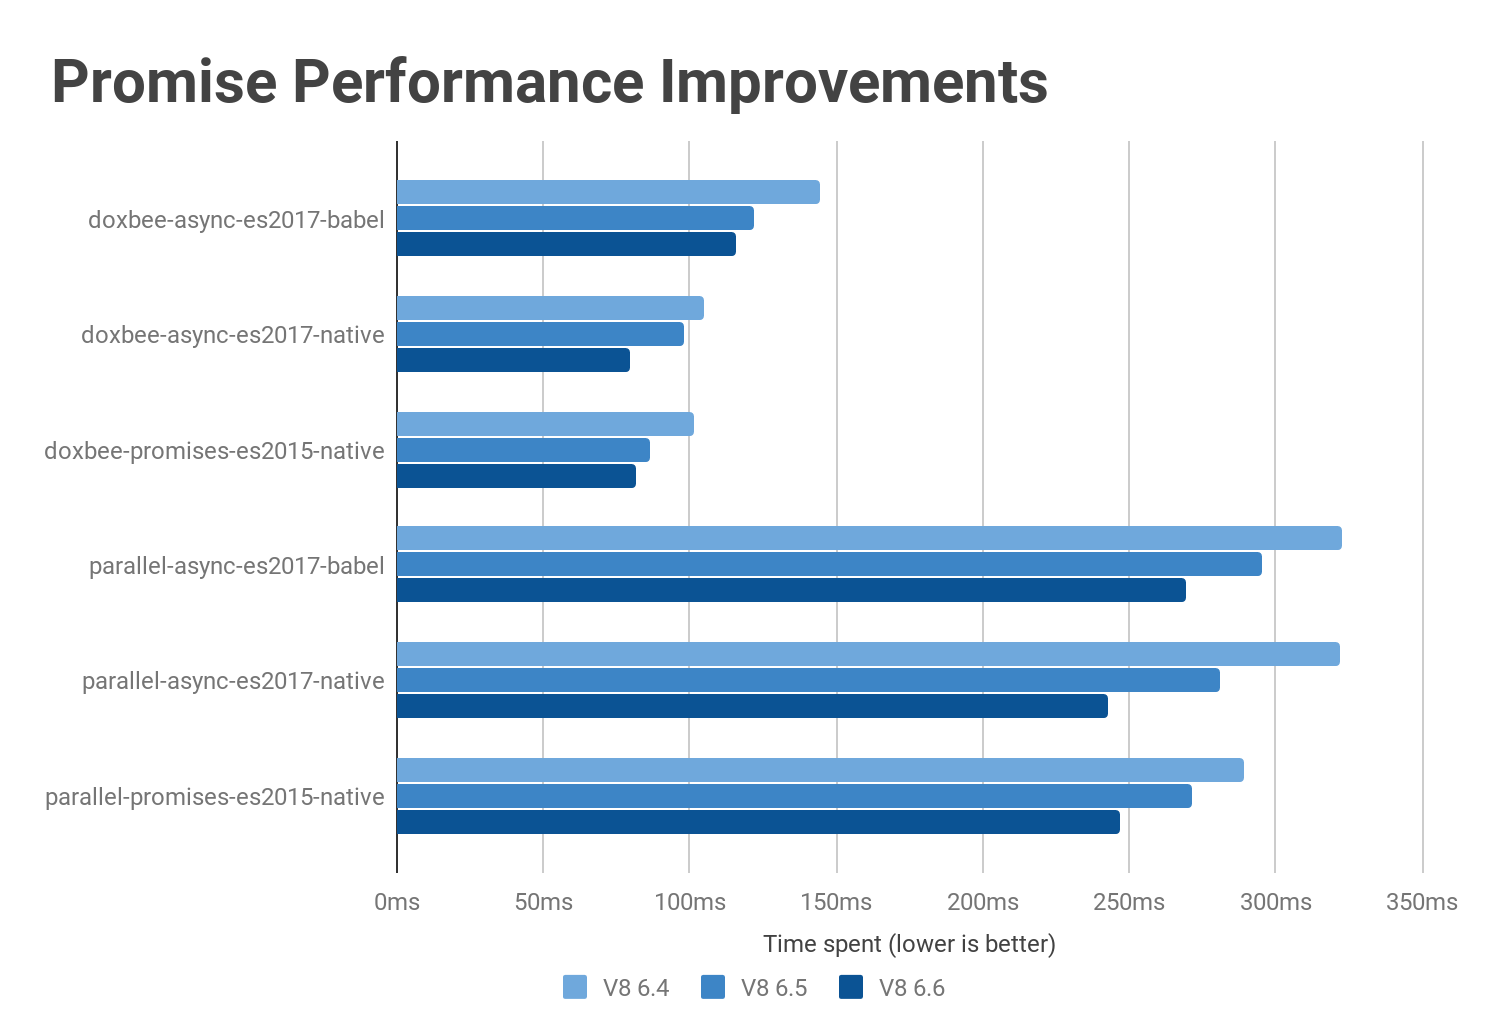 Promise Performance Improvements
doxbee-async-es2017-babel
doxbee-async-es2017-native
doxbee-promises-es2015-native
parallel-async-es2017-babel
parallel-async-es2017-native
parallel-promises-es2015-native
0ms 50ms 100ms 150ms 200ms 250ms 300ms 350ms
Time spent (lower is better)
V8 6.4 V8 6.5 V8 6.6